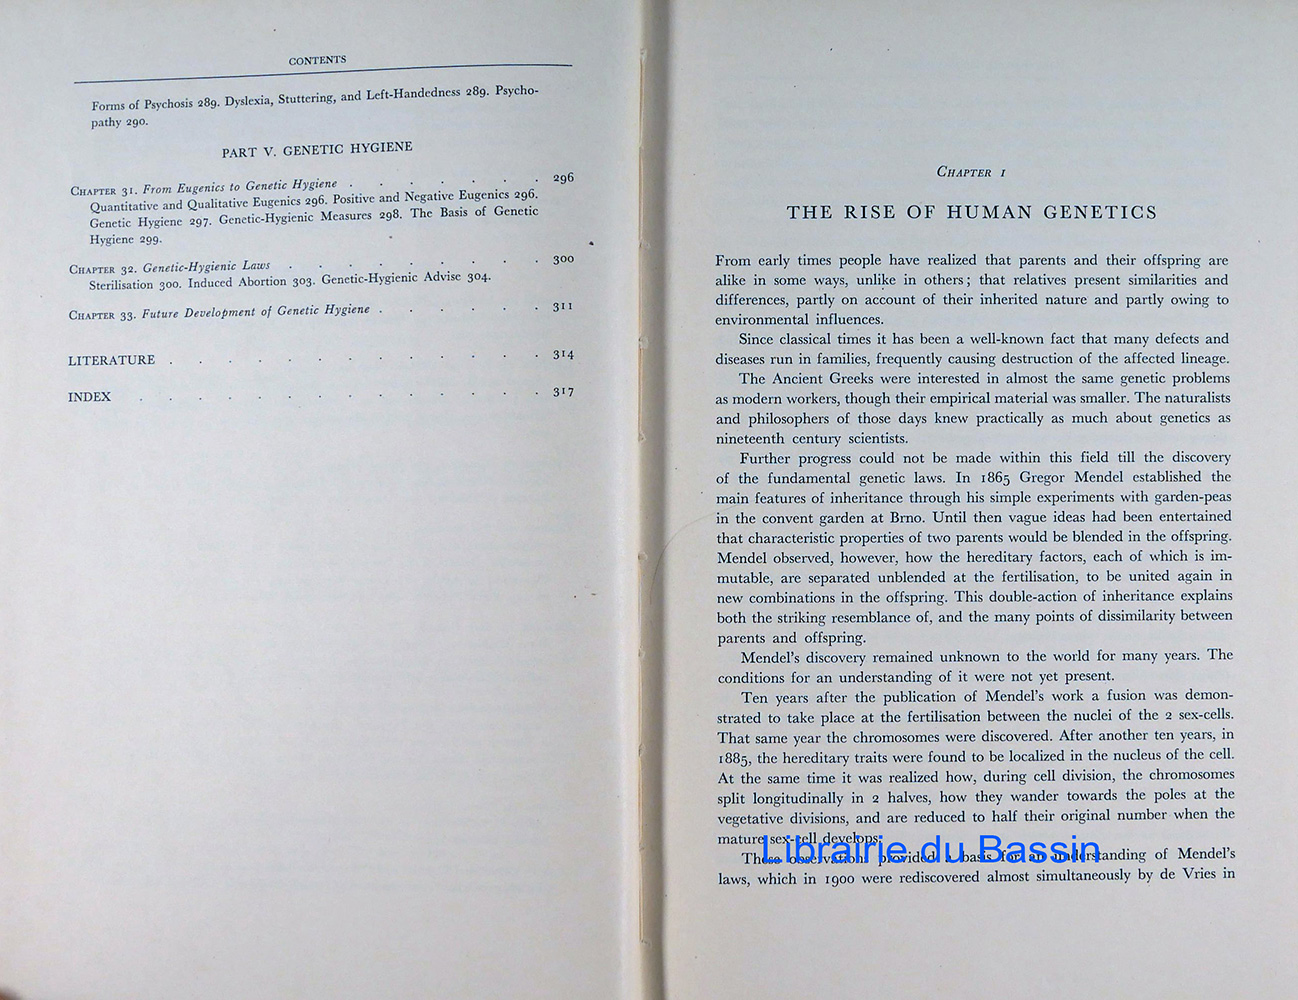 CONTENTS
Forms of Psychosis 289. Dyslexia, Stuttering, and Left-Handedness 289. Psycho-
pathy 290.
PART V. GENETIC HYGIENE
CHAPTER 31. From Eugenics to Genetic Hygiene . . . . . . . 296
Quantitative and Qualitative Eugenics 296. Positive and Negative Eugenics 296.
Genetic Hygiene 297. Genetic-Hygienic Measures 298. The Basis of Genetic
Hygiene 299.
CHAPTER 32. Genetic-Hygienic Laws . . . . . . . . . 300
Sterilisation 300. Induced Abortion 303. Genetic-Hygienic Advise 304.
CHAPTER 33. Future Development of Genetic Hygiene . . . . . . 311
LITERATURE . . . . . . . . . . . . . 314
INDEX . . . . . . . . . . . . . . 317
CHAPTER 1
THE RISE OF HUMAN GENETICS
From early times people have realized that parents and their offspring are
alike in some ways, unlike in others; that relatives present similarities and
differences, partly on account of their inherited nature and partly owing to
environmental influences.
Since classical times it has been a well-known fact that many defects and
diseases run in families, frequently causing destruction of the affected lineage.
The Ancient Greeks were interested in almost the same genetic problems
as modern workers, though their empirical material was smaller. The naturalists
and philosophers of those days knew practically as much about genetics as
nineteenth century scientists.
Further progress could not be made within this field till the discovery
of the fundamental genetic laws. In 1865 Gregor Mendel established the
main features of inheritance through his simple experiments with garden-peas
in the convent garden at Brno. Until then vague ideas had been entertained
that characteristic properties of two parents would be blended in the offspring.
Mendel observed, however, how the hereditary factors, each of which is im-
mutable, are separated unblended at the fertilisation, to be united again in
new combinations in the offspring. This double-action of inheritance explains
both the striking resemblance of, and the many points of dissimilarity between
parents and offspring.
Mendel's discovery remained unknown to the world for many years. The
conditions for an understanding of it were not yet present.
Ten years after the publication of Mendel's work a fusion was demon-
strated to take place at the fertilisation between the nuclei of the 2 sex-cells.
That same year the chromosomes were discovered. After another ten years, in
1885, the hereditary traits were found to be localized in the nucleus of the cell.
At the same time it was realized how, during cell division, the chromosomes
split longitudinally in 2 halves, how they wander towards the poles at the
vegetative divisions, and are reduced to half their original number when the
mature sex-cell develops.
Librairie du Bassin
These observations provided a basis for an understanding of Mendel's
laws, which in 1900 were rediscovered almost simultaneously by de Vries in